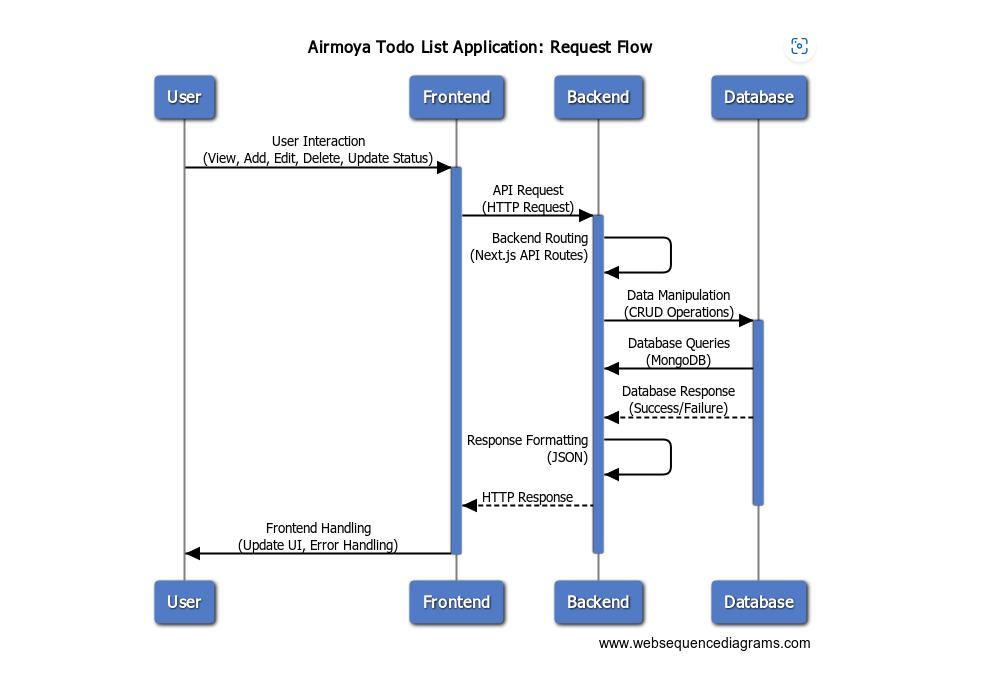 Airmoya Todo List Application: Request Flow
User Frontend Backend Database
User Interaction
(View, Add, Edit, Delete, Update Status)
API Request
(HTTP Request)
Backend Routing
(Next.js API Routes)
Data Manipulation
(CRUD Operations)
Database Queries
(MongoDB)
Database Response
(Success/Failure)
Response Formatting
(JSON)
HTTP Response
Frontend Handling
(Update UI, Error Handling)
User Frontend Backend Database
www.websequencediagrams.com